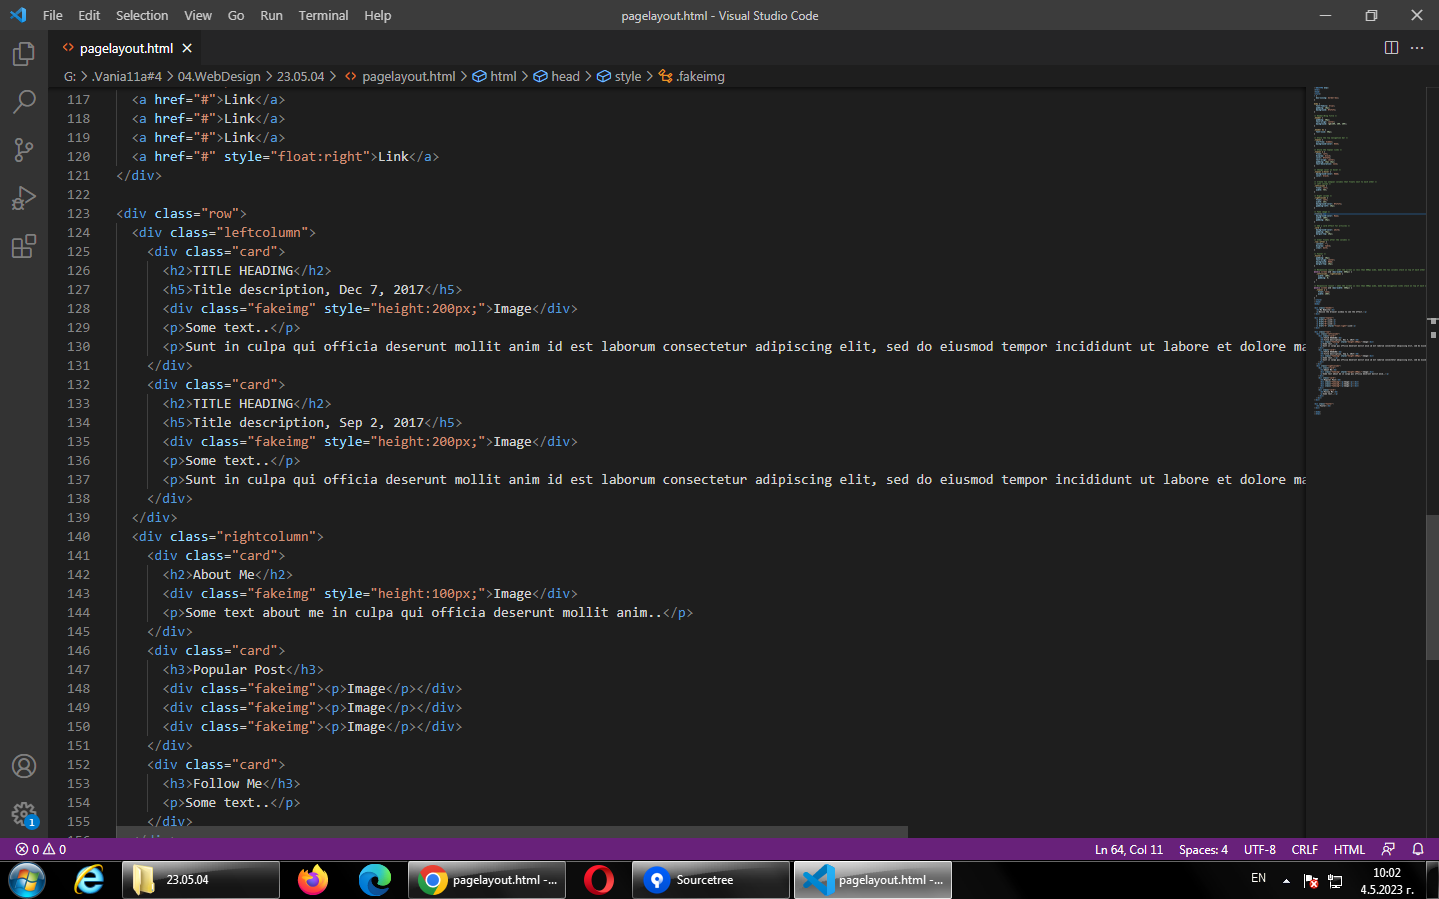 File Edit Selection View Go Run Terminal Help
pagelayout.html - Visual Studio Code
pagelayout.html
G: > .Vania11a#4 > 04.WebDesign > 23.05.04 > pagelayout.html > html > head > style > .fakeimg
117 <a href="#">Link</a>
118 <a href="#">Link</a>
119 <a href="#">Link</a>
120 <a href="#" style="float:right">Link</a>
121 </div>
122
123 <div class="row">
124 <div class="leftcolumn">
125 <div class="card">
126 <h2>TITLE HEADING</h2>
127 <h5>Title description, Dec 7, 2017</h5>
128 <div class="fakeimg" style="height:200px;">Image</div>
129 <p>Some text..</p>
130 <p>Sunt in culpa qui officia deserunt mollit anim id est laborum consectetur adipiscing elit, sed do eiusmod tempor incididunt ut labore et dolore ma
131 </div>
132 <div class="card">
133 <h2>TITLE HEADING</h2>
134 <h5>Title description, Sep 2, 2017</h5>
135 <div class="fakeimg" style="height:200px;">Image</div>
136 <p>Some text..</p>
137 <p>Sunt in culpa qui officia deserunt mollit anim id est laborum consectetur adipiscing elit, sed do eiusmod tempor incididunt ut labore et dolore ma
138 </div>
139 </div>
140 <div class="rightcolumn">
141 <div class="card">
142 <h2>About Me</h2>
143 <div class="fakeimg" style="height:100px;">Image</div>
144 <p>Some text about me in culpa qui officia deserunt mollit anim..</p>
145 </div>
146 <div class="card">
147 <h3>Popular Post</h3>
148 <div class="fakeimg"><p>Image</p></div>
149 <div class="fakeimg"><p>Image</p></div>
150 <div class="fakeimg"><p>Image</p></div>
151 </div>
152 <div class="card">
153 <h3>Follow Me</h3>
154 <p>Some text..</p>
155 </div>
1
0 0
Ln 64, Col 11 Spaces: 4 UTF-8 CRLF HTML
23.05.04
pagelayout.html -...
Sourcetree
pagelayout.html -...
EN
10:02
4.5.2023 г.